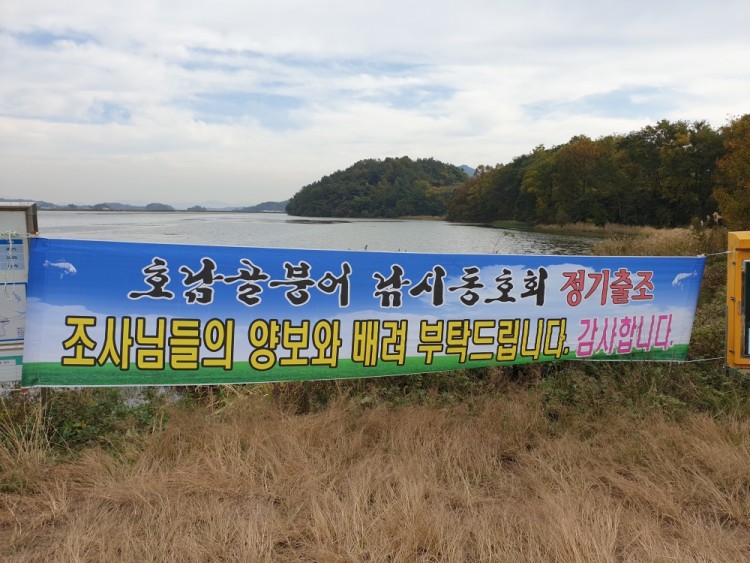 호남골붕어 낚시동호회 정기출조
조사님들의 양보와 배려 부탁드립니다. 감사합니다.